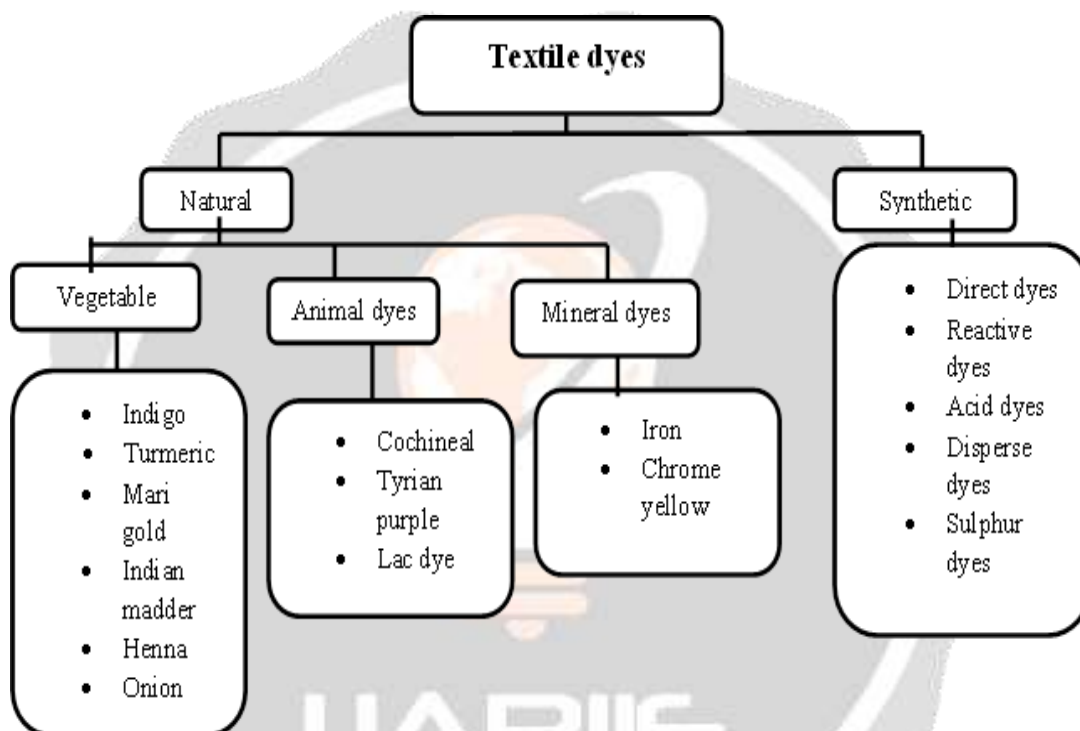 Textile dyes
Natural
Synthetic
Vegetable
Animal dyes
Mineral dyes
• Indigo
• Turmeric
• Mari
gold
• Indian
madder
• Henna
• Onion
• Cochineal
• Tyrian
purple
• Lac dye
• Iron
• Chrome
yellow
• Direct dyes
• Reactive
dyes
• Acid dyes
• Disperse
dyes
• Sulphur
dyes